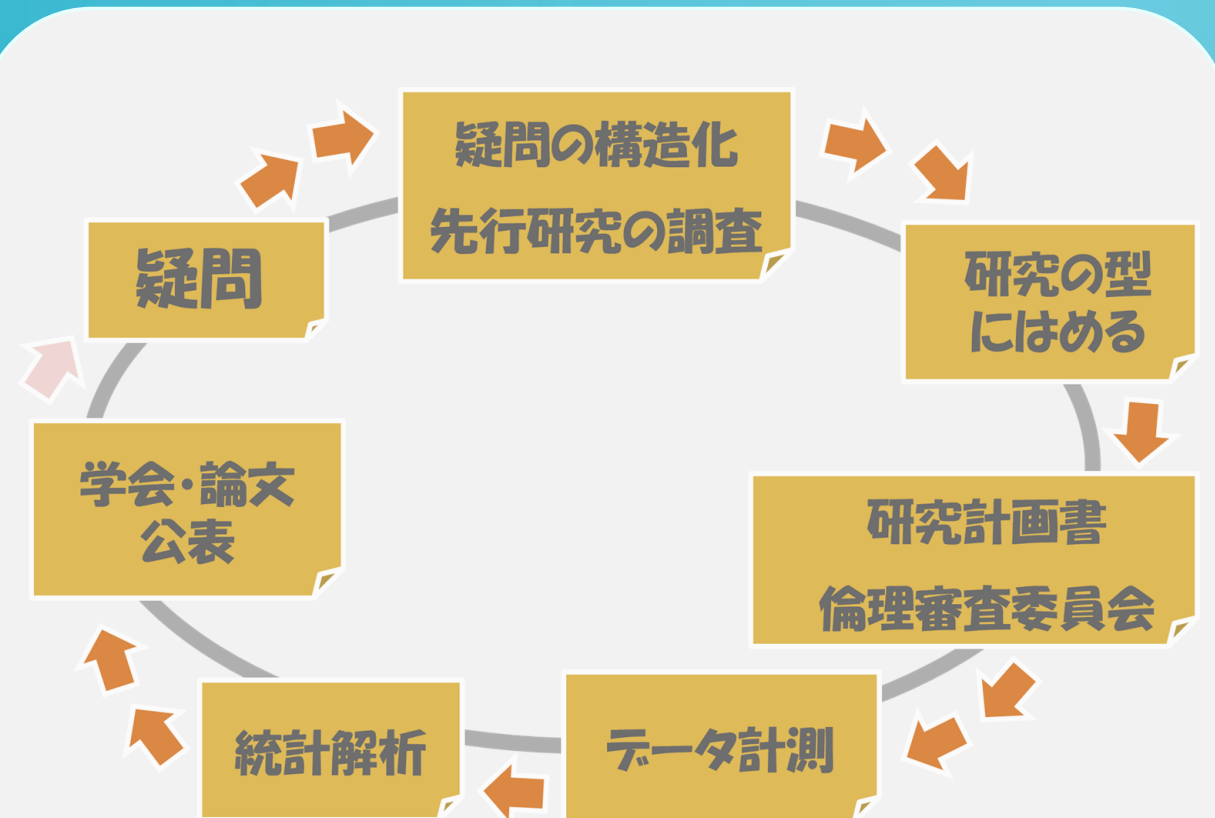 疑問の構造化
先行研究の調査
疑問
研究の型
にはめる
学会・論文
公表
研究計画書
倫理審査委員会
統計解析
データ計測